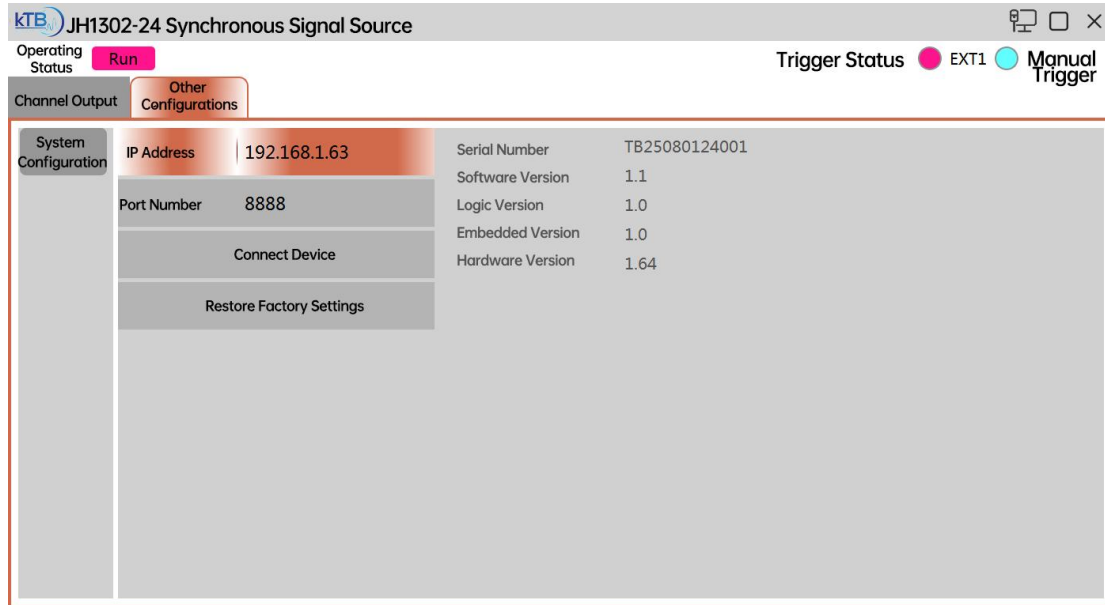 kTB JH1302-24 Synchronous Signal Source
Operating
Status
Run
Trigger Status
EXT1
Manual
Trigger
Channel Output
Other
Configurations
System
Configuration
IP Address 192.168.1.63
Port Number 8888
Connect Device
Restore Factory Settings
Serial Number TB25080124001
Software Version 1.1
Logic Version 1.0
Embedded Version 1.0
Hardware Version 1.64